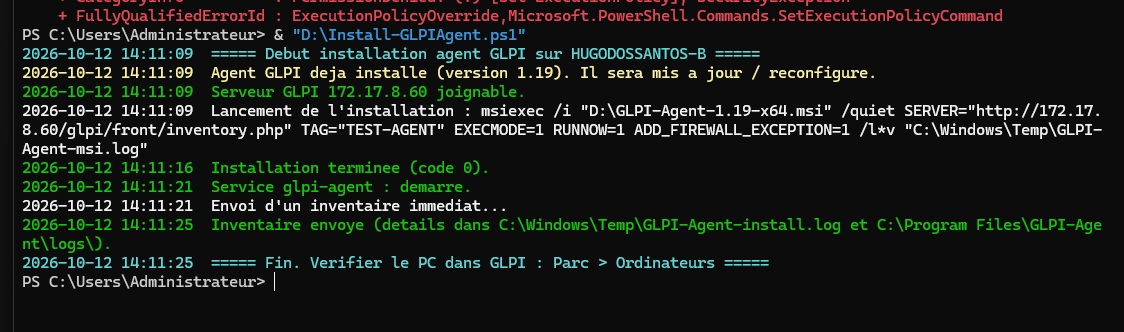 + FullyQualifiedErrorId : ExecutionPolicyOverride,Microsoft.PowerShell.Commands.SetExecutionPolicyCommand
PS C:\Users\Administrateur> & "D:\Install-GLPIAgent.ps1"
2026-10-12 14:11:09  ===== Debut installation agent GLPI sur HUGODOSSANTOS-B =====
2026-10-12 14:11:09  Agent GLPI deja installe (version 1.19). Il sera mis a jour / reconfigure.
2026-10-12 14:11:09  Serveur GLPI 172.17.8.60 joignable.
2026-10-12 14:11:09  Lancement de l'installation : msiexec /i "D:\GLPI-Agent-1.19-x64.msi" /quiet SERVER="http://172.17.
8.60/glpi/front/inventory.php" TAG="TEST-AGENT" EXECMODE=1 RUNNOW=1 ADD_FIREWALL_EXCEPTION=1 /l*v "C:\Windows\Temp\GLPI-
Agent-msi.log"
2026-10-12 14:11:16  Installation terminee (code 0).
2026-10-12 14:11:21  Service glpi-agent : demarre.
2026-10-12 14:11:21  Envoi d'un inventaire immediat...
2026-10-12 14:11:25  Inventaire envoye (details dans C:\Windows\Temp\GLPI-Agent-install.log et C:\Program Files\GLPI-Age
nt\logs\).
2026-10-12 14:11:25  ===== Fin. Verifier le PC dans GLPI : Parc > Ordinateurs =====
PS C:\Users\Administrateur>